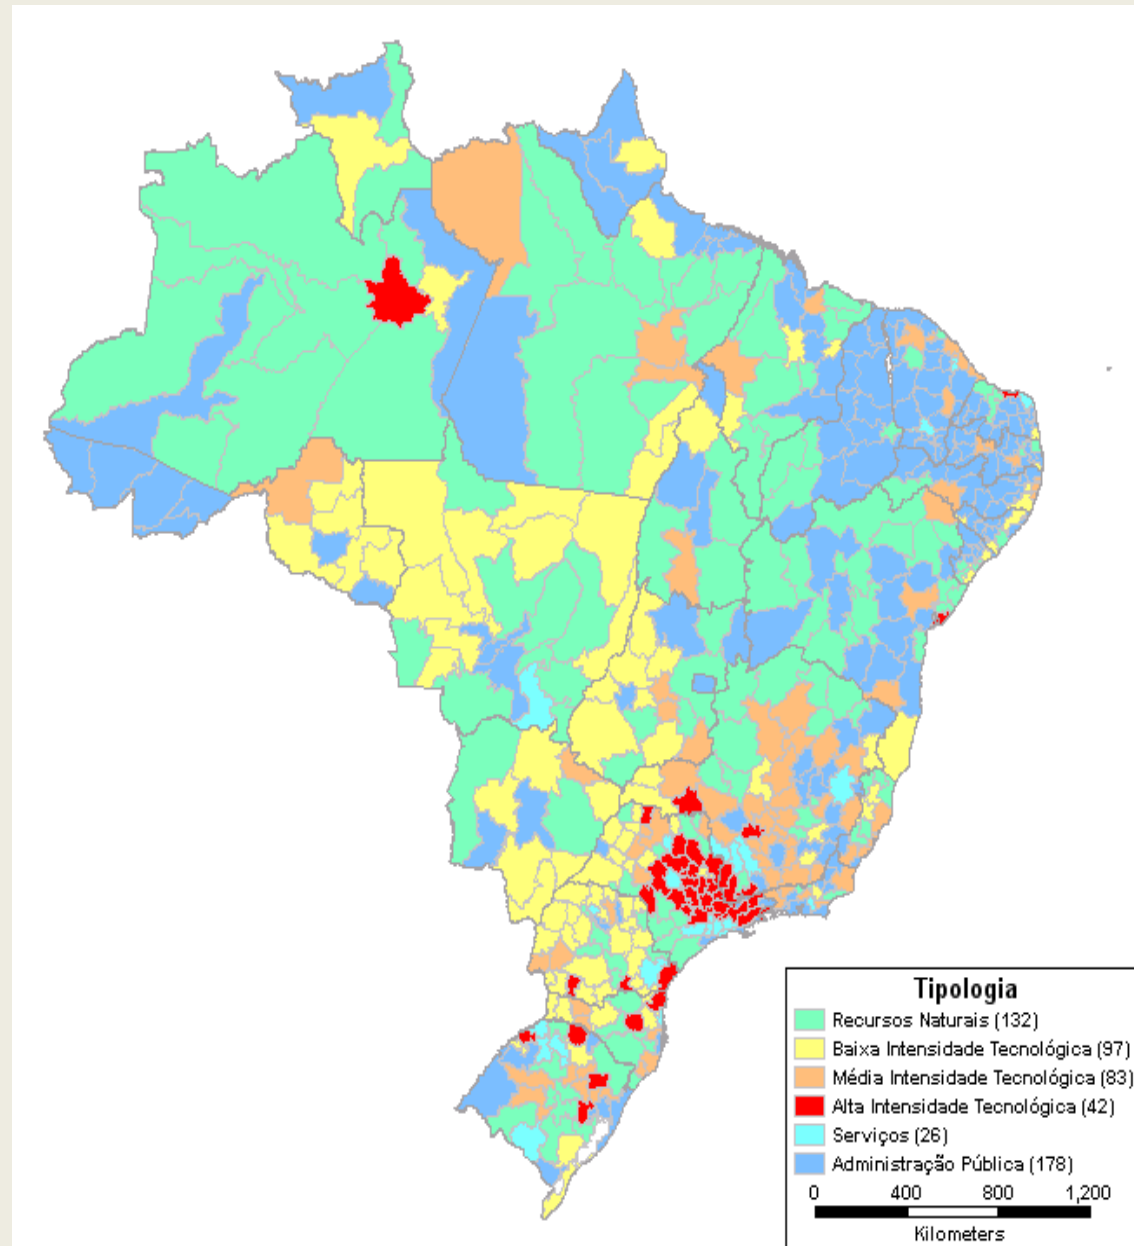 Tipologia
Recursos Naturais (132)
Baixa Intensidade Tecnológica (97)
Média Intensidade Tecnológica (83)
Alta Intensidade Tecnológica (42)
Serviços (26)
Administração Pública (178)
0 400 800 1,200
Kilometers